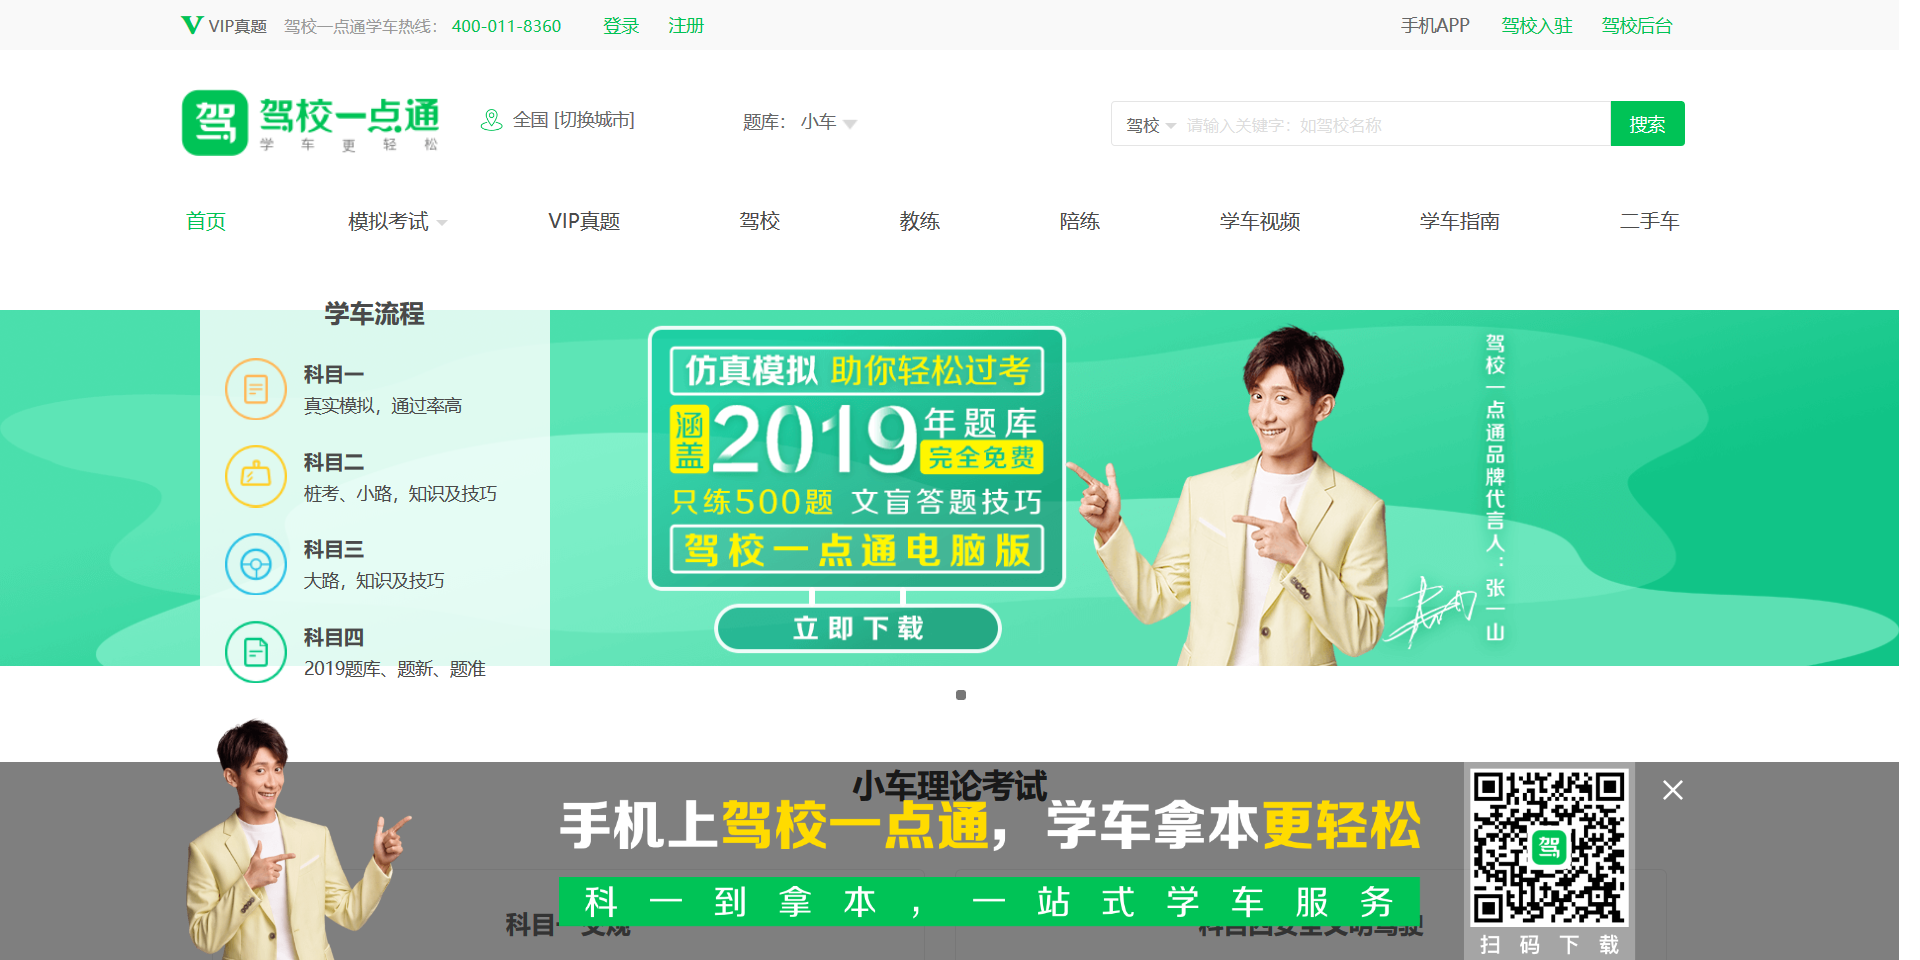 VIP真题 驾校一点通学车热线： 400-011-8360 登录 注册 手机APP 驾校入驻 驾校后台
驾 驾校一点通
学车更轻松
全国 [切换城市] 题库： 小车
驾校 请输入关键字：如驾校名称 搜索
首页 模拟考试 VIP真题 驾校 教练 陪练 学车视频 学车指南 二手车
学车流程
科目一
真实模拟，通过率高
科目二
桩考、小路，知识及技巧
科目三
大路，知识及技巧
科目四
2019题库、题新、题准
仿真模拟 助你轻松过考
涵盖 2019 年题库
完全免费
只练500题 文盲答题技巧
驾校一点通电脑版
立即下载
驾校一点通品牌代言人：张一山
小车理论考试
手机上驾校一点通，学车拿本更轻松
科一到拿本，一站式学车服务
驾
扫码下载